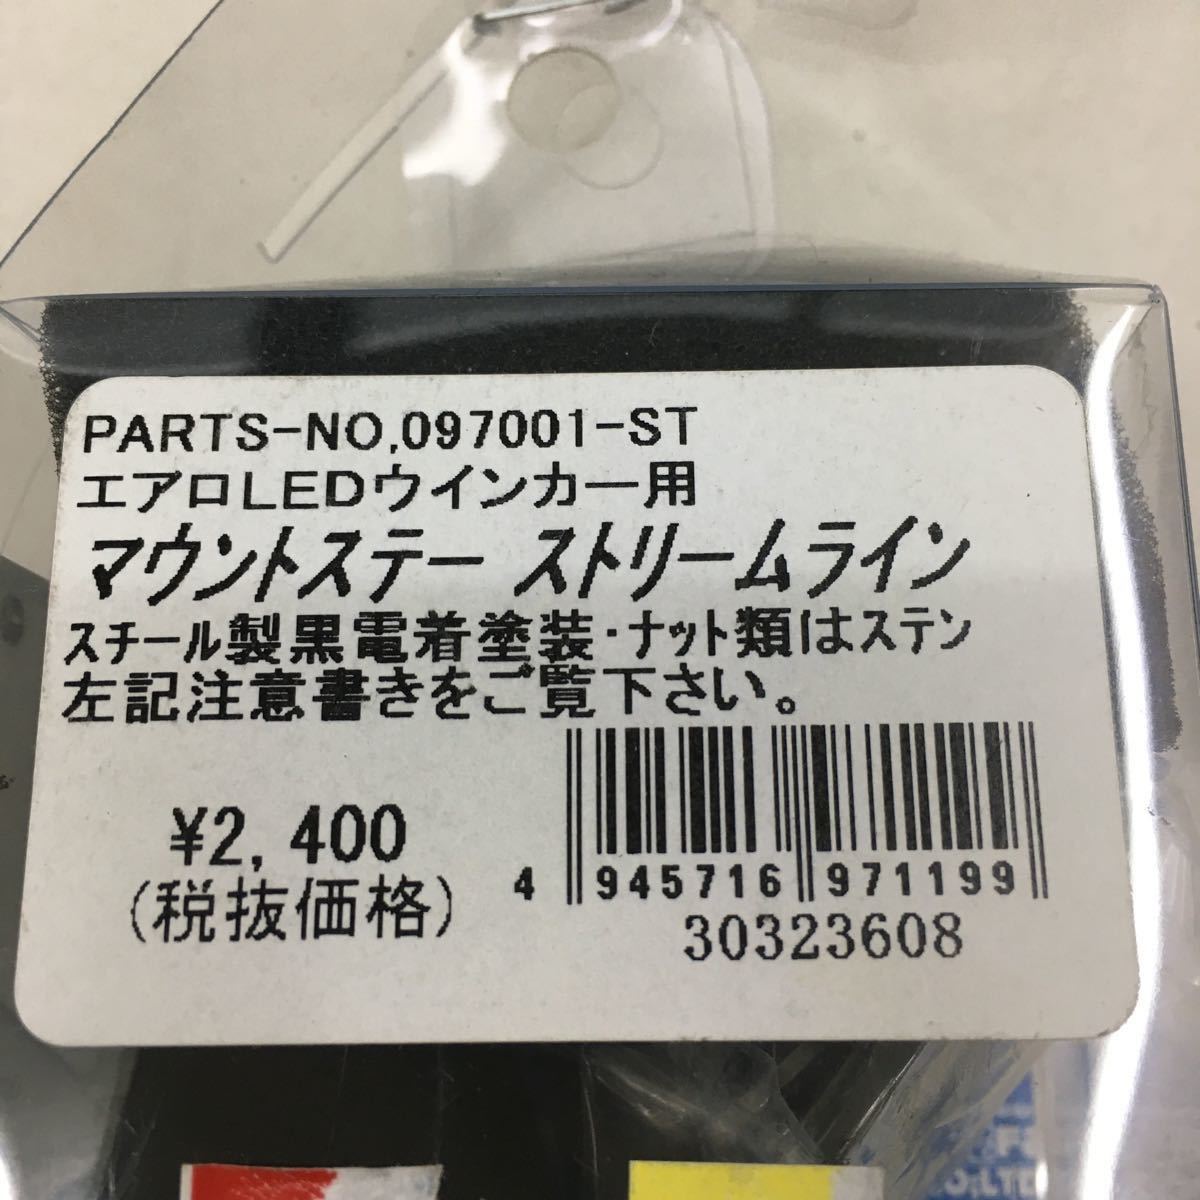 PARTS-NO,097001-ST
エアロLEDウインカー用
マウントステー ストリームライン
スチール製黒電着塗装・ナット類はステン
左記注意書きをご覧下さい。
¥2,400
(税抜価格)
4 945716 971199
30323608